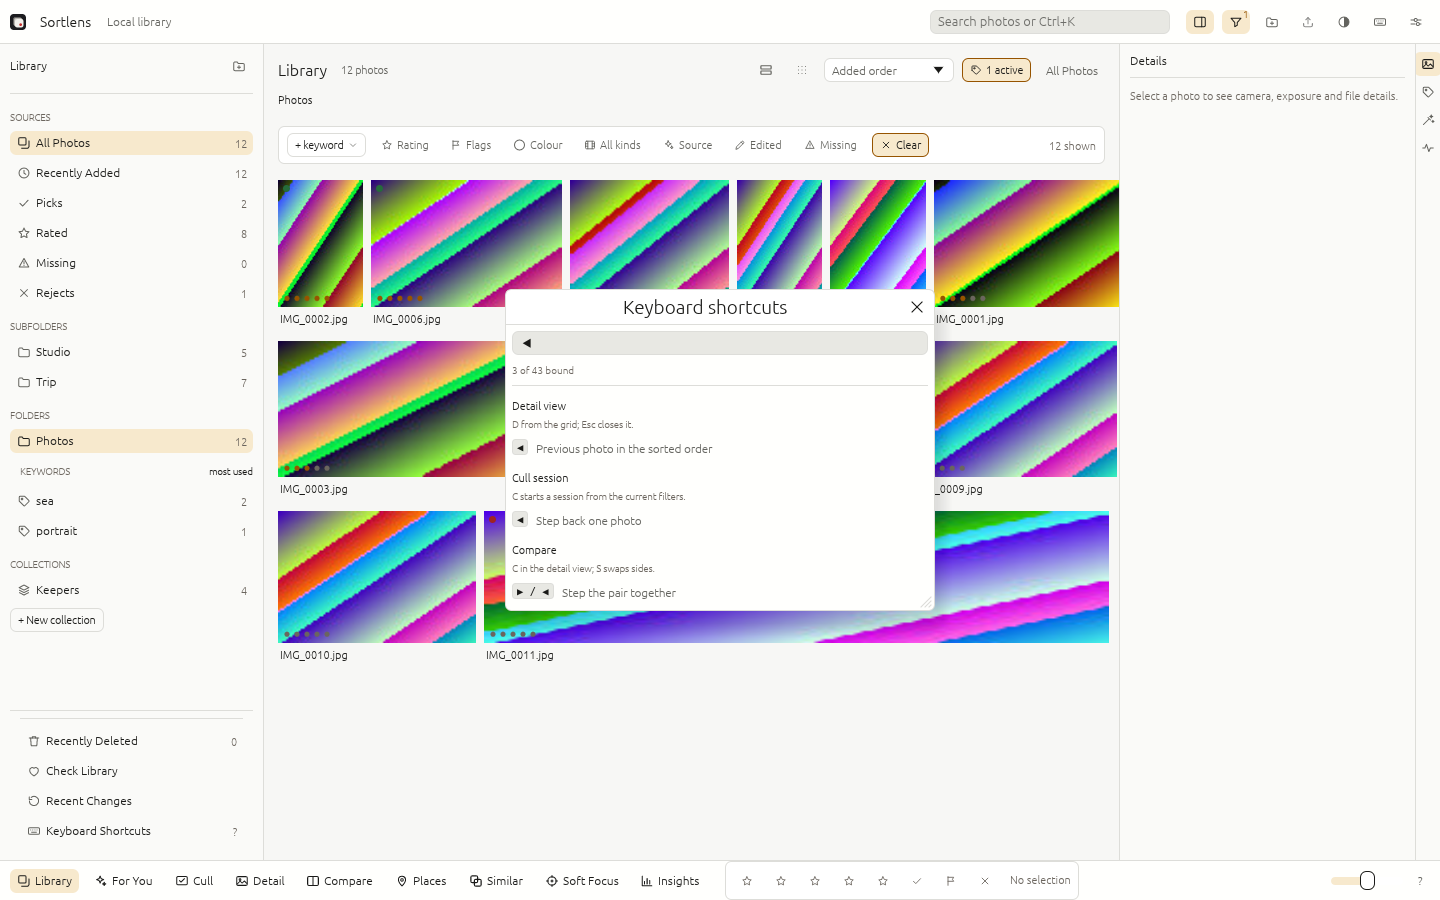 Sortlens
Local library
Search photos or Ctrl+K
1
Library
SOURCES
All Photos 12
Recently Added 12
Picks 2
Rated 8
Missing 0
Rejects 1
SUBFOLDERS
Studio 5
Trip 7
FOLDERS
Photos 12
KEYWORDS most used
sea 2
portrait 1
COLLECTIONS
Keepers 4
+ New collection
Recently Deleted 0
Check Library
Recent Changes
Keyboard Shortcuts ?
Library 12 photos
Added order ▼
1 active
All Photos
Photos
+ keyword
Rating
Flags
Colour
All kinds
Source
Edited
Missing
Clear
12 shown
IMG_0002.jpg
IMG_0006.jpg
IMG_0001.jpg
IMG_0003.jpg
_0009.jpg
IMG_0010.jpg
IMG_0011.jpg
Keyboard shortcuts
◀
3 of 43 bound
Detail view
D from the grid; Esc closes it.
◀ Previous photo in the sorted order
Cull session
C starts a session from the current filters.
◀ Step back one photo
Compare
C in the detail view; S swaps sides.
▶ / ◀ Step the pair together
Details
Select a photo to see camera, exposure and file details.
Library
For You
Cull
Detail
Compare
Places
Similar
Soft Focus
Insights
No selection
?